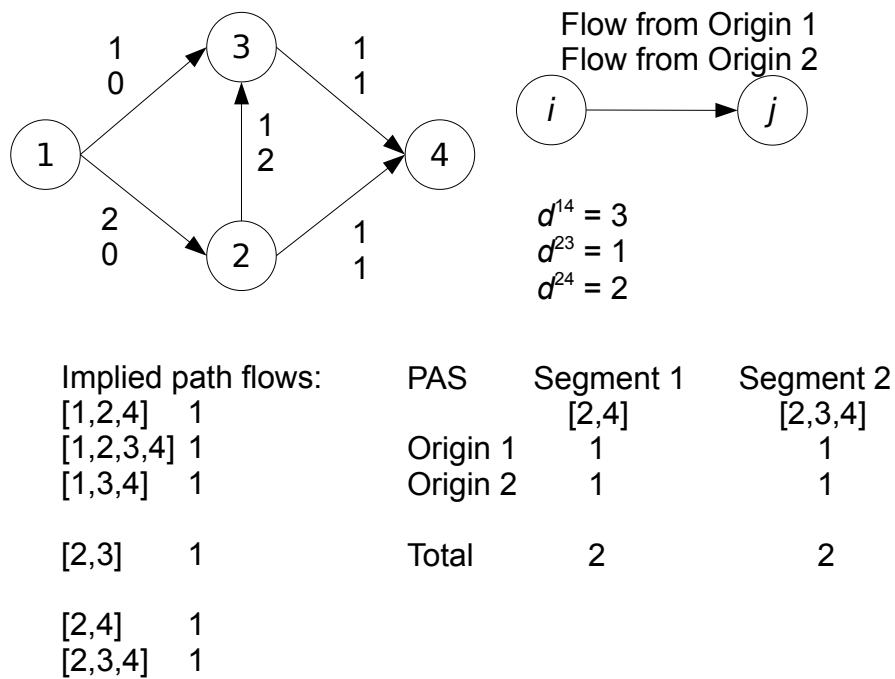 1
0
3
1
1
Flow from Origin 1
Flow from Origin 2
i
j
1
1
2
4
2
0
2
1
1
d¹⁴ = 3
d²³ = 1
d²⁴ = 2
Implied path flows:
[1,2,4] 1
[1,2,3,4] 1
[1,3,4] 1
[2,3] 1
[2,4] 1
[2,3,4] 1
PAS Segment 1 Segment 2
[2,4] [2,3,4]
Origin 1 1 1
Origin 2 1 1
Total 2 2